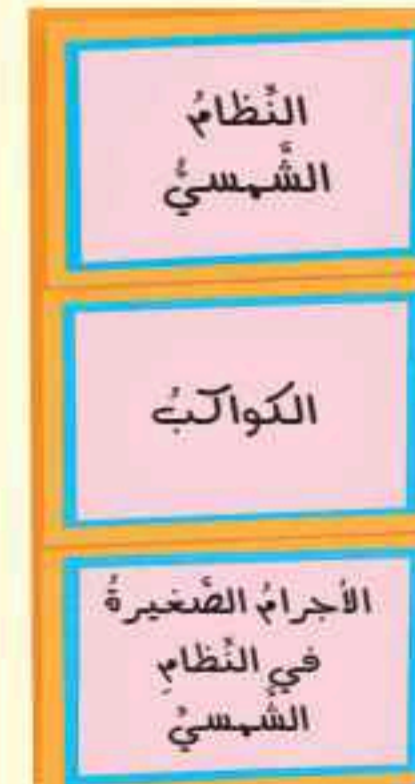 النِّظامُ
الشَّمسيُّ
الكواكبُ
الأجرامُ الصَّغيرةُ
في النِّظامِ
الشَّمسيِّ